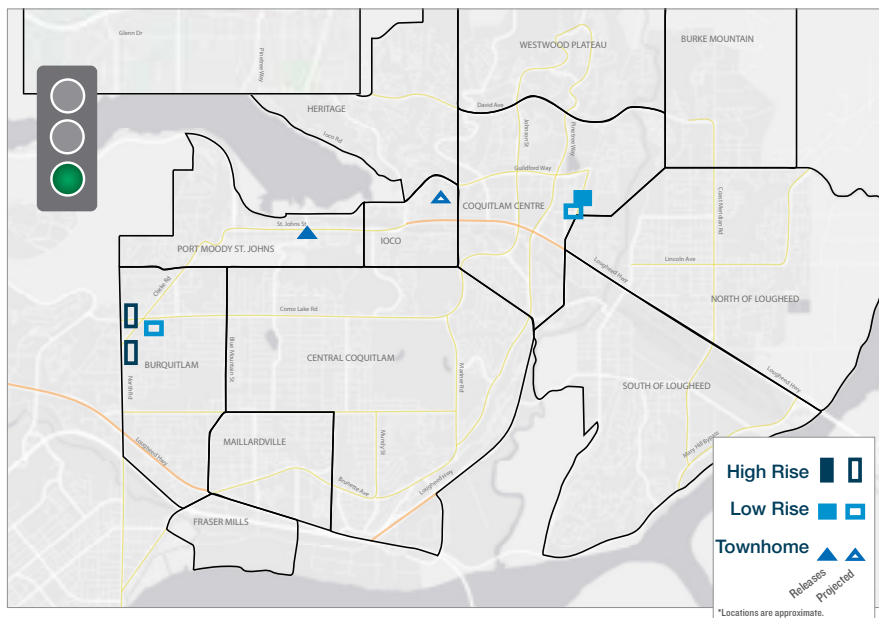 Glenn Dr
Pinetree Way
WESTWOOD PLATEAU
BURKE MOUNTAIN
HERITAGE
David Ave
Ioco Rd
Johnson St
Pinetree Way
Guildford Way
COQUITLAM CENTRE
Coast Meridian Rd
St. Johns St
PORT MOODY ST. JOHNS
IOCO
Lougheed Hwy
Lincoln Ave
Clarke Rd
NORTH OF LOUGHEED
Como Lake Rd
Blue Mountain St
CENTRAL COQUITLAM
BURQUITLAM
North Rd
Mariner Rd
SOUTH OF LOUGHEED
Lougheed Hwy
MAILLARDVILLE
Mundy St
Mary Hill Bypass
Lougheed Hwy
Brunette Ave
Lougheed Hwy
FRASER MILLS
High Rise
Low Rise
Townhome
Releases
Projected
*Locations are approximate.